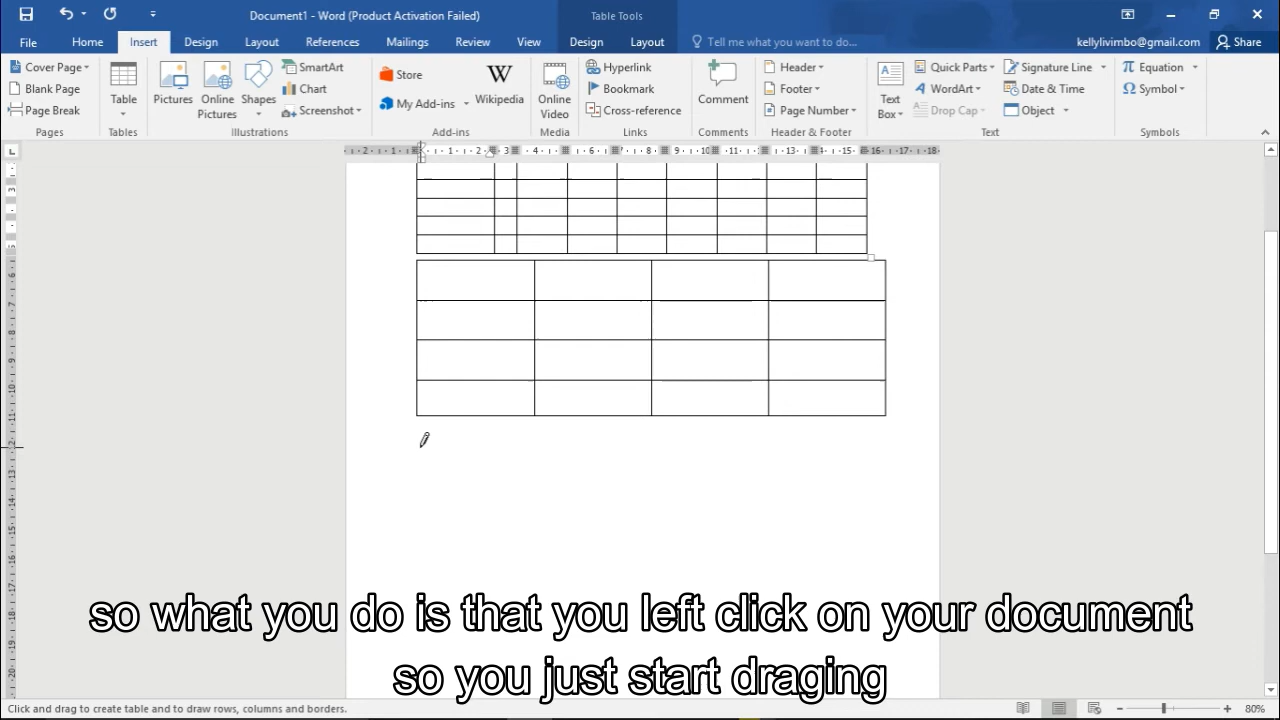 Document1 - Word (Product Activation Failed)
Table Tools
File Home Insert Design Layout References Mailings Review View Design Layout Tell me what you want to do... kellylivimbo@gmail.com Share
Cover Page
Blank Page
Page Break
Pages
Table
Tables
Pictures
Online
Pictures
Shapes
SmartArt
Chart
Screenshot
Illustrations
Store
My Add-ins
Wikipedia
Add-ins
Online
Video
Media
Hyperlink
Bookmark
Cross-reference
Links
Comment
Comments
Header
Footer
Page Number
Header & Footer
Text
Box
Quick Parts
WordArt
Drop Cap
Signature Line
Date & Time
Object
Text
Equation
Symbol
Symbols
so what you do is that you left click on your document
so you just start draging
Click and drag to create table and to draw rows, columns and borders.
80%